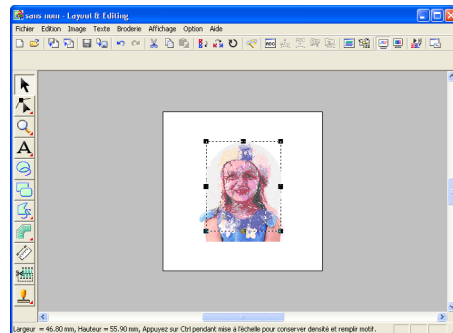 sans nom - Layout & Editing
Fichier Edition Image Texte Broderie Affichage Option Aide
ABC
A
Largeur = 46.80 mm, Hauteur = 55.90 mm, Appuyez sur Ctrl pendant mise à l'échelle pour conserver densité et remplir motif.